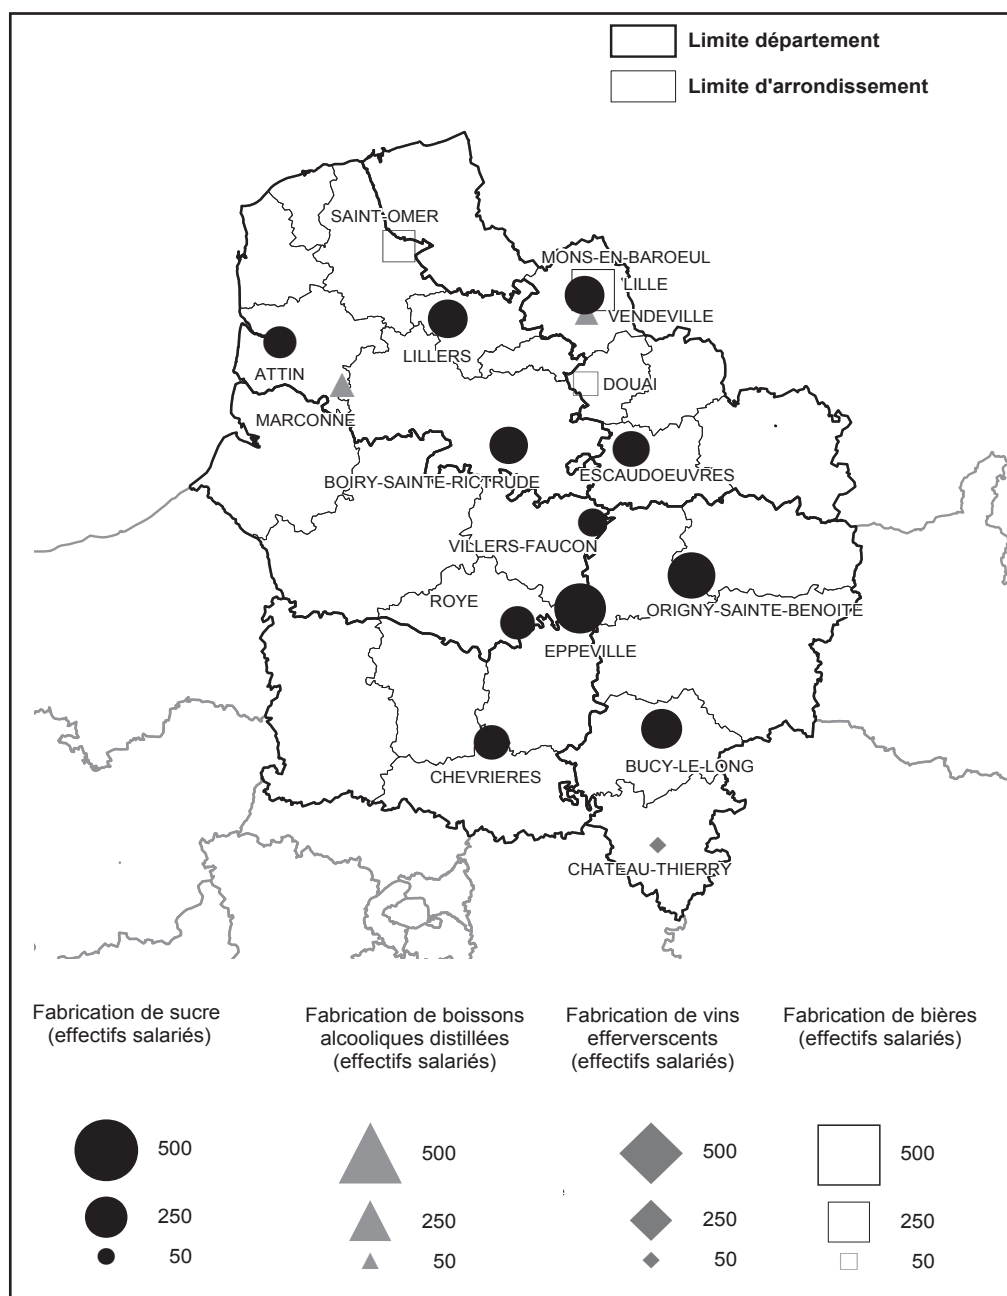 Limite département
Limite d'arrondissement
SAINT-OMER
MONS-EN-BAROEUL
LILLE
VENDEVILLE
LILLERS
ATTIN
DOUAI
MARCONNE
BOIRY-SAINTE-RICTRUDE
ESCAUDOEUVRES
VILLERS-FAUCON
ROYE
ORIGNY-SAINTE-BENOITE
EPPEVILLE
CHEVRIERES
BUCY-LE-LONG
CHATEAU-THIERRY
Fabrication de sucre
(effectifs salariés)
500
250
50
Fabrication de boissons
alcooliques distillées
(effectifs salariés)
500
250
50
Fabrication de vins
efferverscents
(effectifs salariés)
500
250
50
Fabrication de bières
(effectifs salariés)
500
250
50